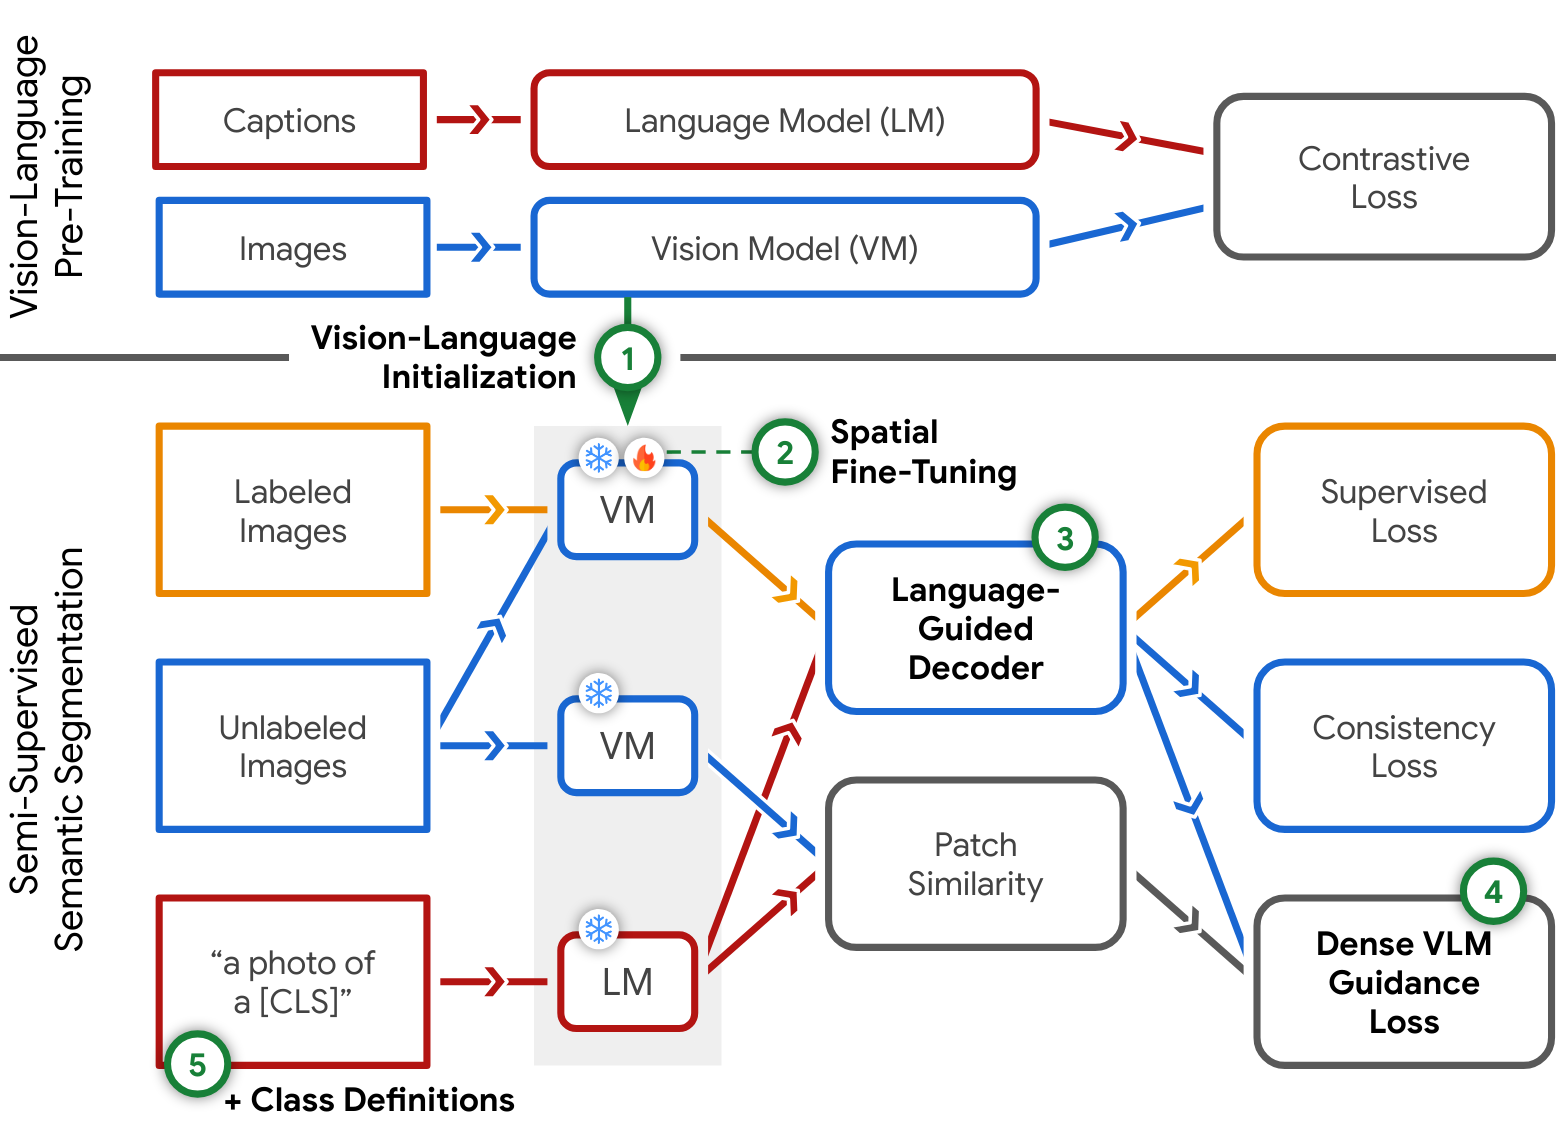 Vision-Language
Pre-Training
Captions
Language Model (LM)
Contrastive
Loss
Images
Vision Model (VM)
Vision-Language
Initialization
1
Semi-Supervised
Semantic Segmentation
Labeled
Images
VM
2
Spatial
Fine-Tuning
3
Language-
Guided
Decoder
Supervised
Loss
Unlabeled
Images
VM
Patch
Similarity
Consistency
Loss
“a photo of
a [CLS]”
5
+ Class Definitions
LM
4
Dense VLM
Guidance
Loss